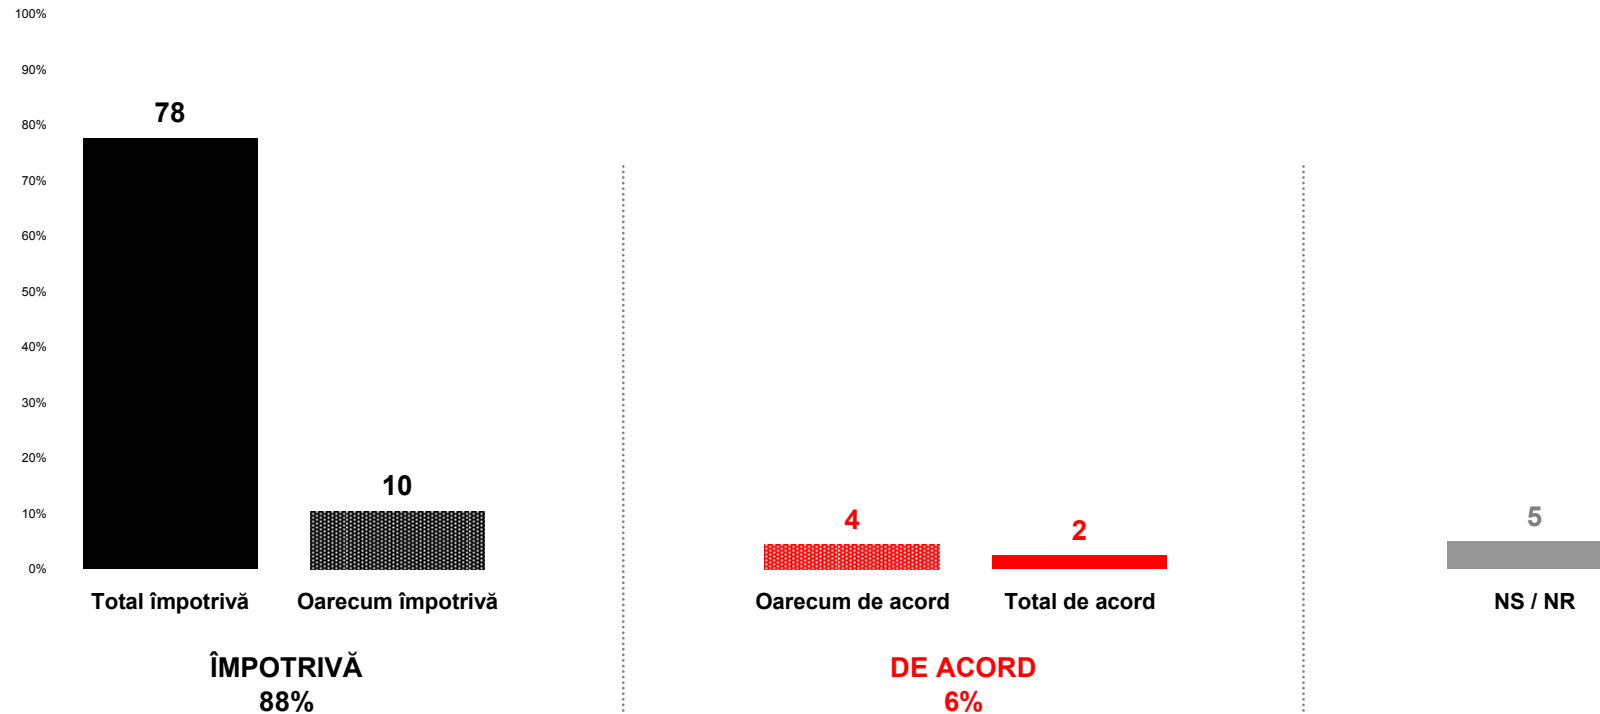 100%
90%
80%
70%
60%
50%
40%
30%
20%
10%
0%
78
10
4
2
5
Total împotrivă
Oarecum împotrivă
Oarecum de acord
Total de acord
NS / NR
ÎMPOTRIVĂ
88%
DE ACORD
6%